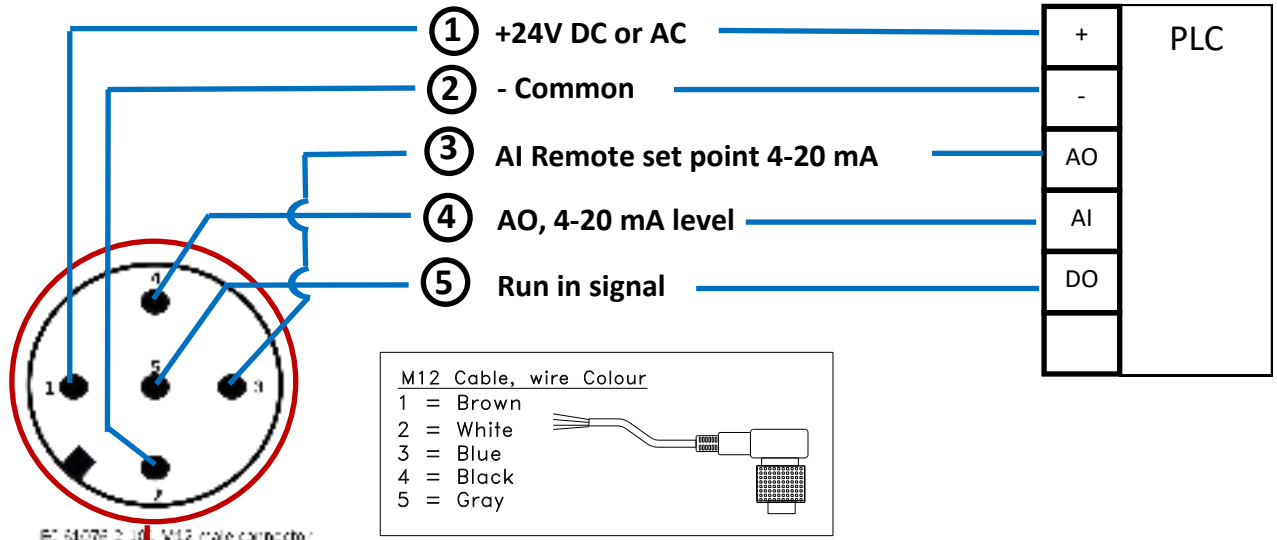 1 +24V DC or AC
2 - Common
3 AI Remote set point 4-20 mA
4 AO, 4-20 mA level
5 Run in signal
+ PLC
-
AO
AI
DO
4
1 5 3
2
M12 Cable, wire Colour
1 = Brown
2 = White
3 = Blue
4 = Black
5 = Gray
M12 male connector